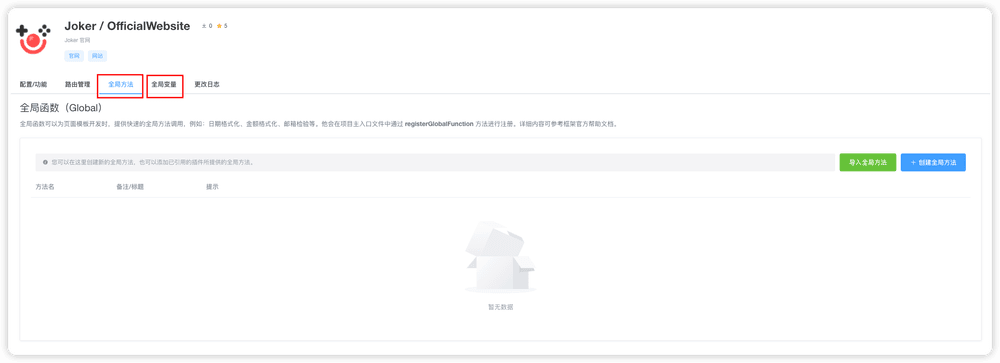 Joker / OfficialWebsite 0 5
Joker 官网
官网 网站
配置/功能 路由管理 全局方法 全局变量 更改日志
全局函数（Global）
全局函数可以为页面模板开发时，提供快速的全局方法调用，例如：日期格式化、金额格式化、邮箱检验等。他会在项目主入口文件中通过 registerGlobalFunction 方法进行注册。详细内容可参考框架官方帮助文档。
您可以在这里创建新的全局方法，也可以添加已引用的组件所提供的全局方法。 导入全局方法 + 创建全局方法
方法名 备注/标题 提示
暂无数据